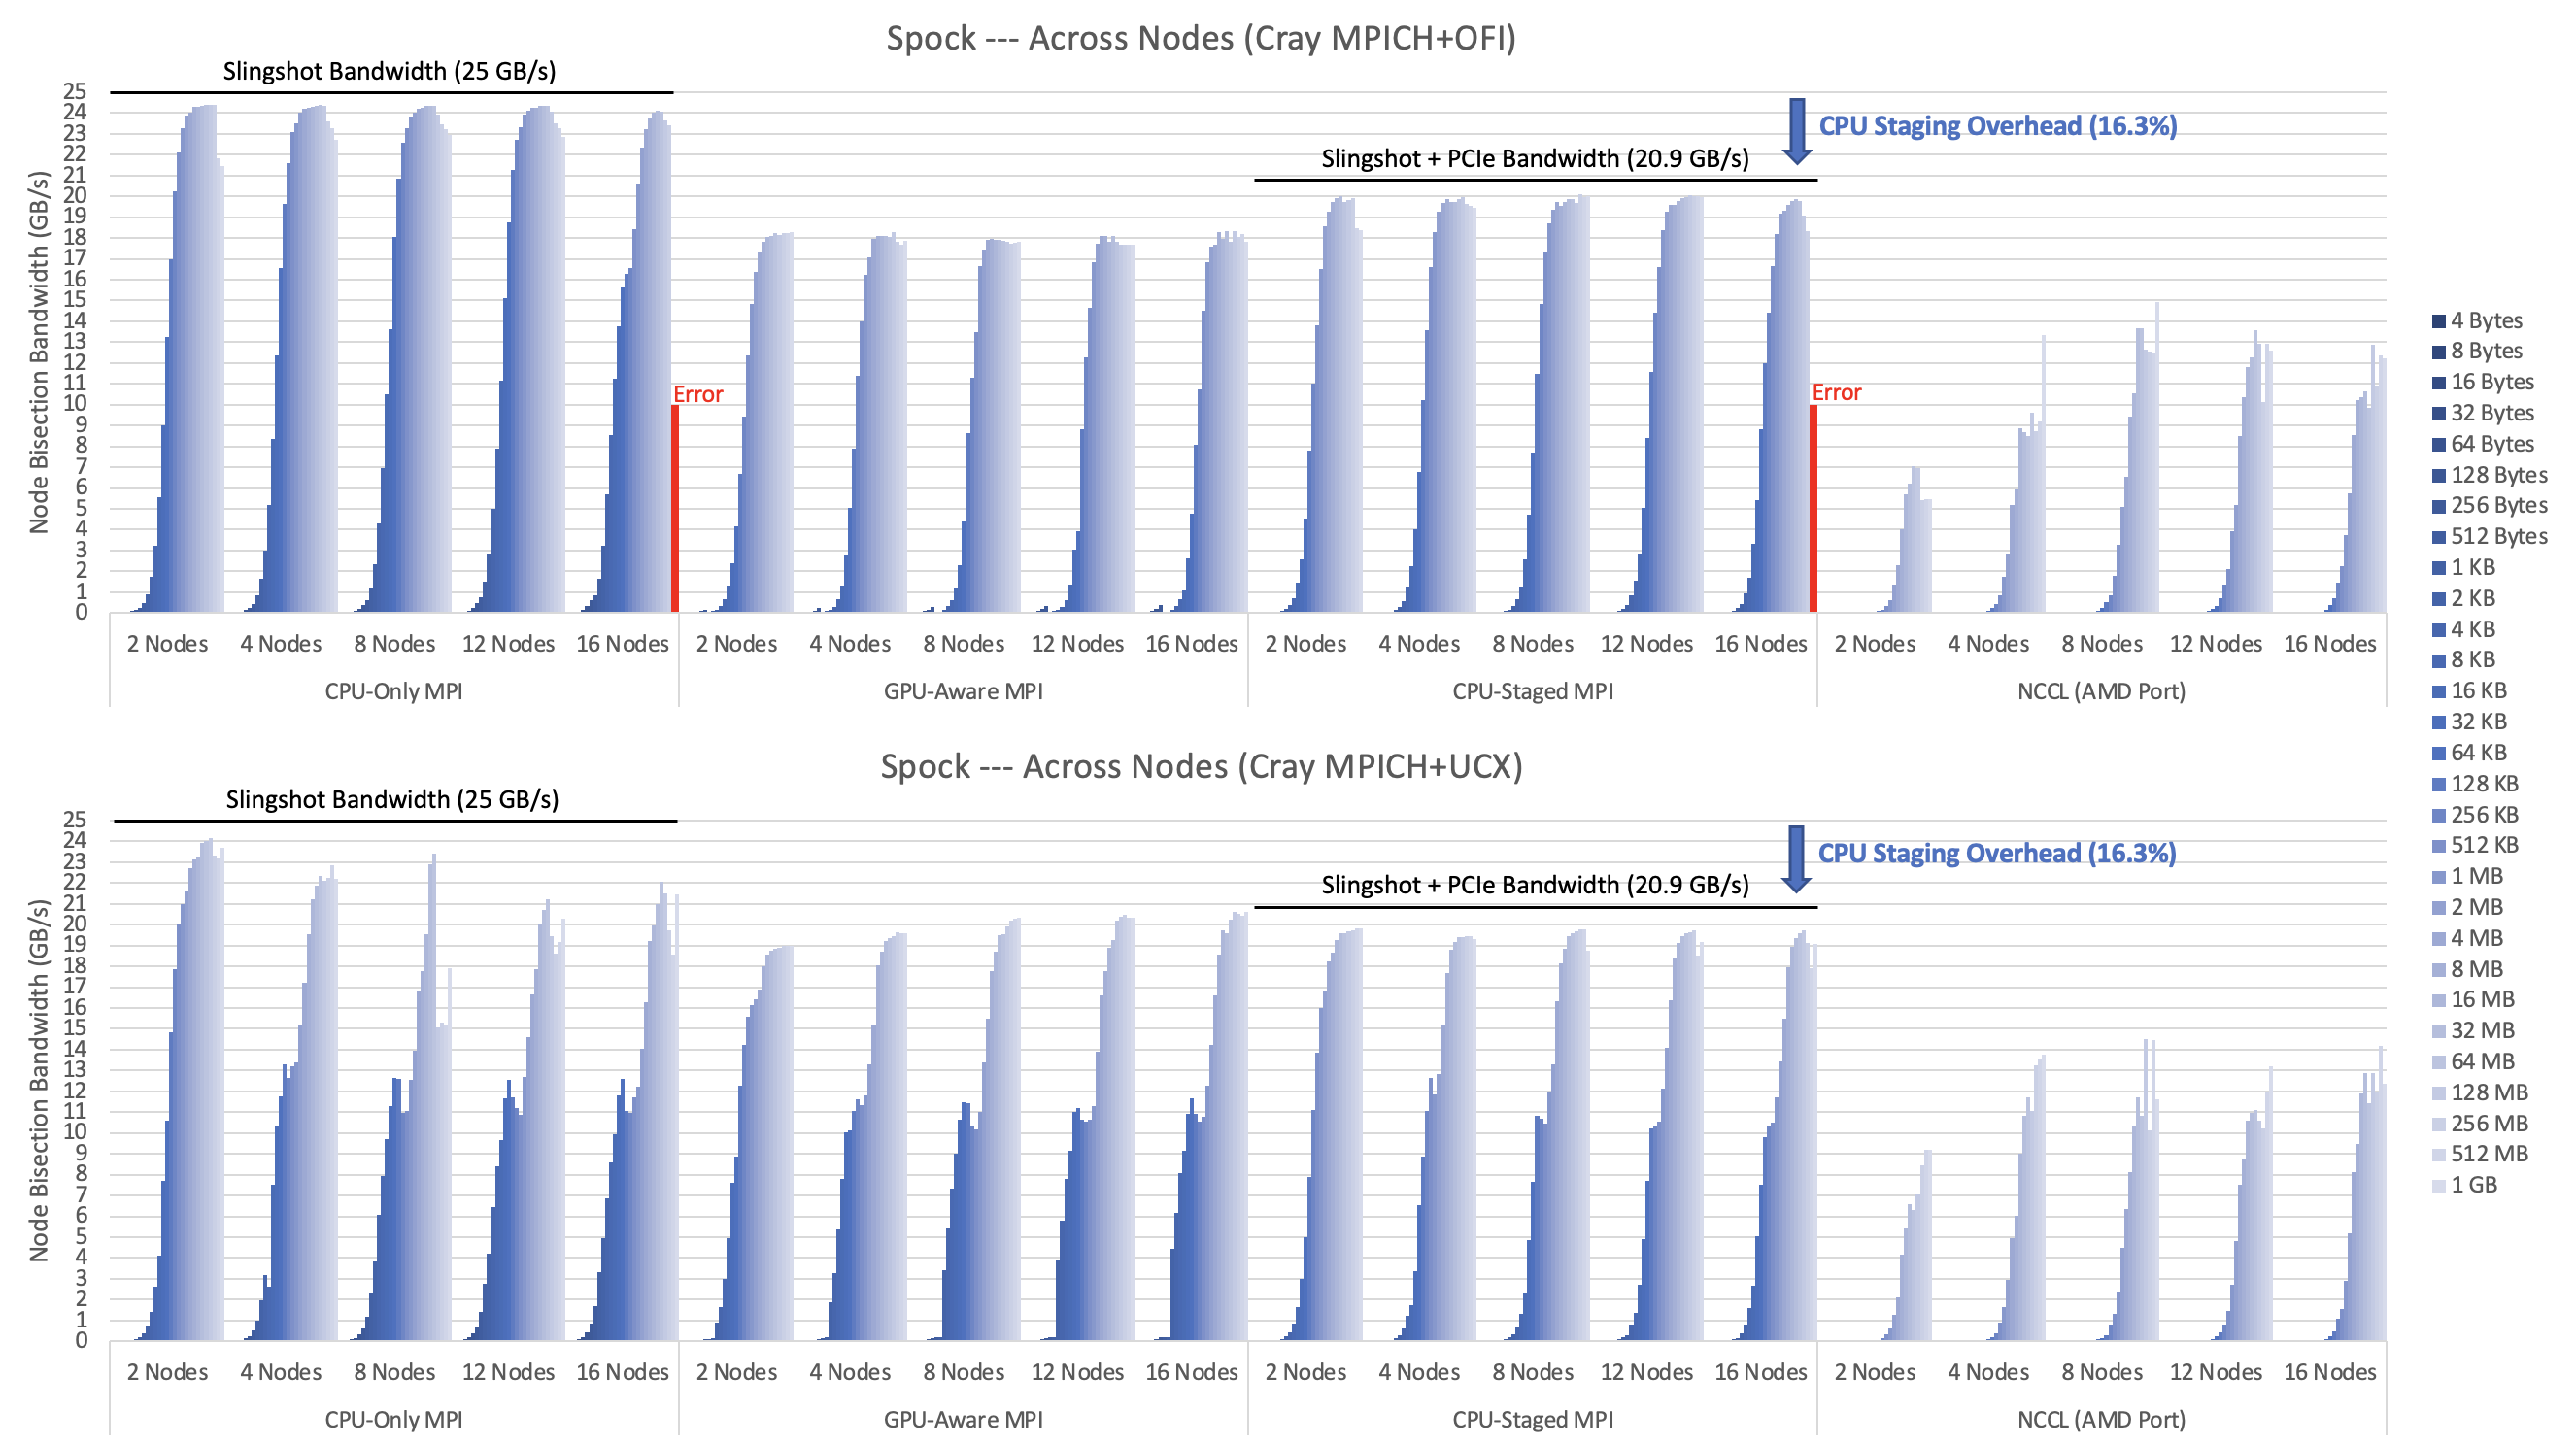 Spock --- Across Nodes (Cray MPICH+OFI)
Slingshot Bandwidth (25 GB/s)
CPU Staging Overhead (16.3%)
Slingshot + PCIe Bandwidth (20.9 GB/s)
Node Bisection Bandwidth (GB/s)
25
24
23
22
21
20
19
18
17
16
15
14
13
12
11
10
9
8
7
6
5
4
3
2
1
0
Error
Error
2 Nodes 4 Nodes 8 Nodes 12 Nodes 16 Nodes 2 Nodes 4 Nodes 8 Nodes 12 Nodes 16 Nodes 2 Nodes 4 Nodes 8 Nodes 12 Nodes 16 Nodes 2 Nodes 4 Nodes 8 Nodes 12 Nodes 16 Nodes
CPU-Only MPI GPU-Aware MPI CPU-Staged MPI NCCL (AMD Port)
Spock --- Across Nodes (Cray MPICH+UCX)
Slingshot Bandwidth (25 GB/s)
CPU Staging Overhead (16.3%)
Slingshot + PCIe Bandwidth (20.9 GB/s)
Node Bisection Bandwidth (GB/s)
25
24
23
22
21
20
19
18
17
16
15
14
13
12
11
10
9
8
7
6
5
4
3
2
1
0
2 Nodes 4 Nodes 8 Nodes 12 Nodes 16 Nodes 2 Nodes 4 Nodes 8 Nodes 12 Nodes 16 Nodes 2 Nodes 4 Nodes 8 Nodes 12 Nodes 16 Nodes 2 Nodes 4 Nodes 8 Nodes 12 Nodes 16 Nodes
CPU-Only MPI GPU-Aware MPI CPU-Staged MPI NCCL (AMD Port)
4 Bytes
8 Bytes
16 Bytes
32 Bytes
64 Bytes
128 Bytes
256 Bytes
512 Bytes
1 KB
2 KB
4 KB
8 KB
16 KB
32 KB
64 KB
128 KB
256 KB
512 KB
1 MB
2 MB
4 MB
8 MB
16 MB
32 MB
64 MB
128 MB
256 MB
512 MB
1 GB